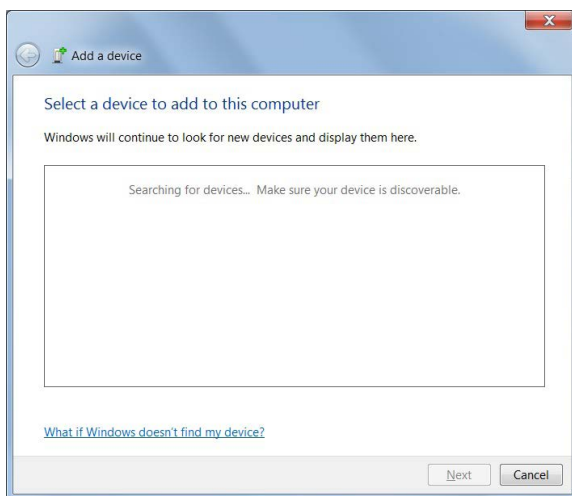 X
Add a device
Select a device to add to this computer
Windows will continue to look for new devices and display them here.
Searching for devices... Make sure your device is discoverable.
What if Windows doesn't find my device?
Next Cancel